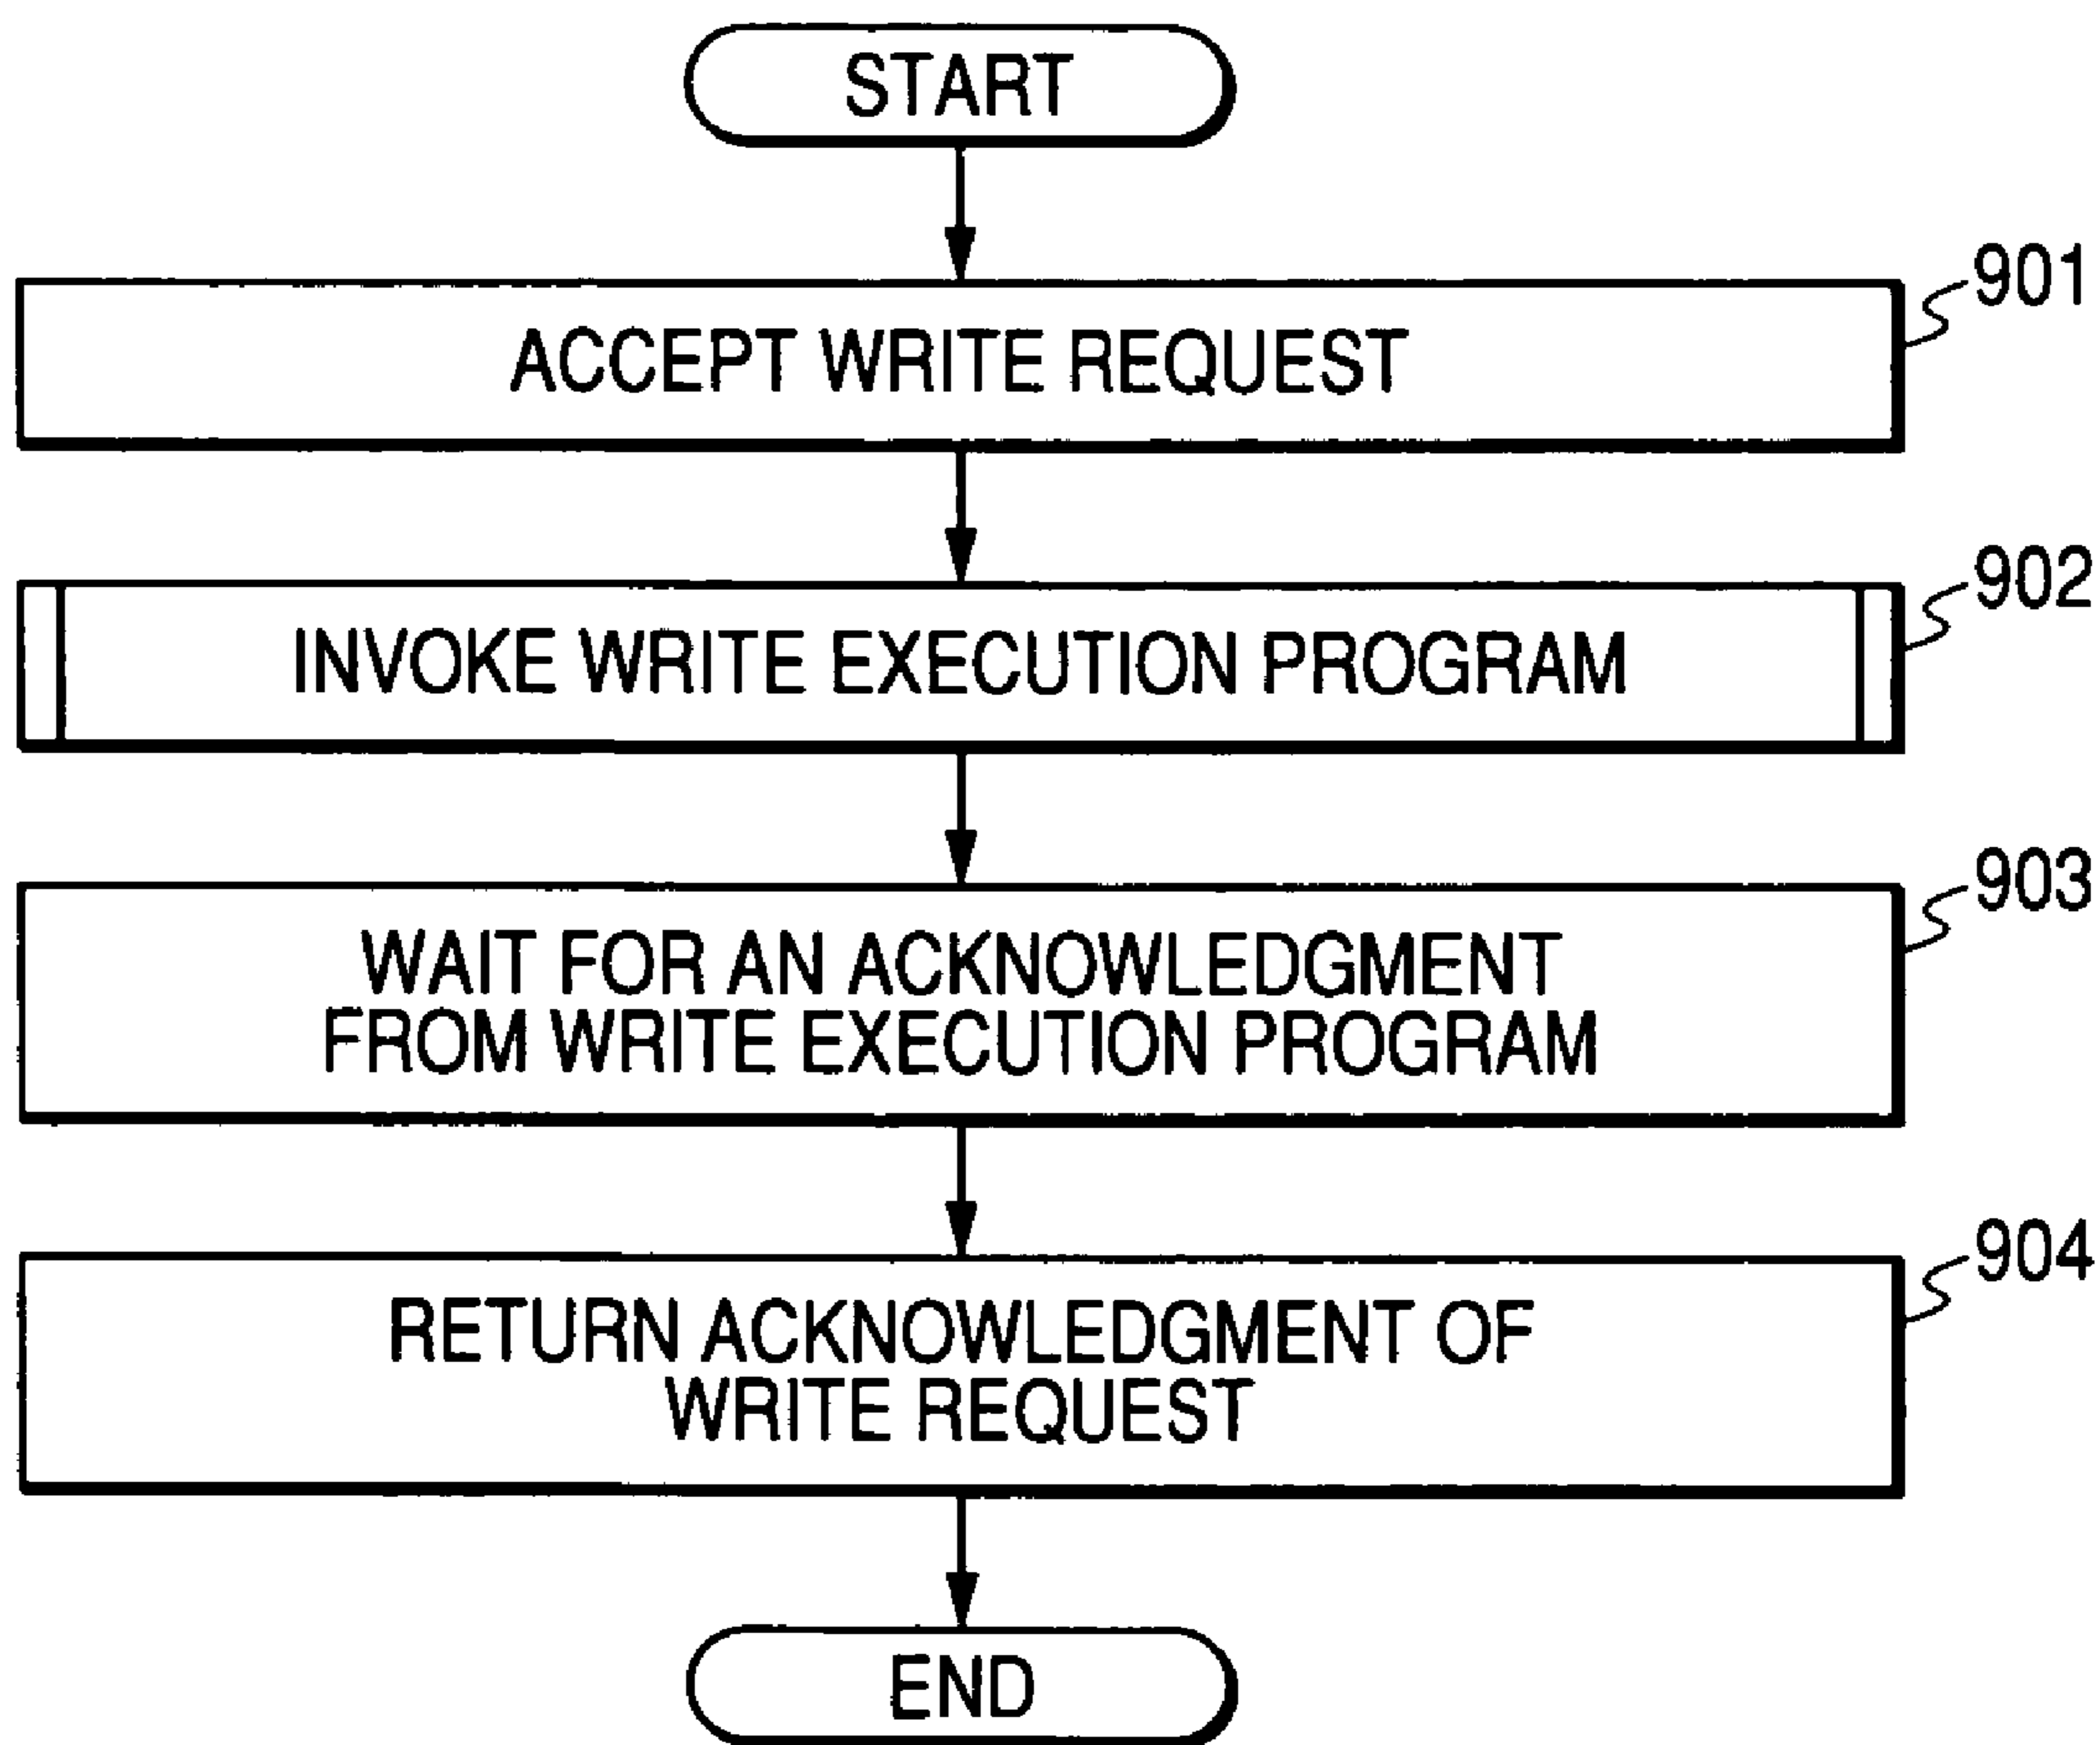 START
901
ACCEPT WRITE REQUEST
902
INVOKE WRITE EXECUTION PROGRAM
903
WAIT FOR AN ACKNOWLEDGMENT
FROM WRITE EXECUTION PROGRAM
904
RETURN ACKNOWLEDGMENT OF
WRITE REQUEST
END